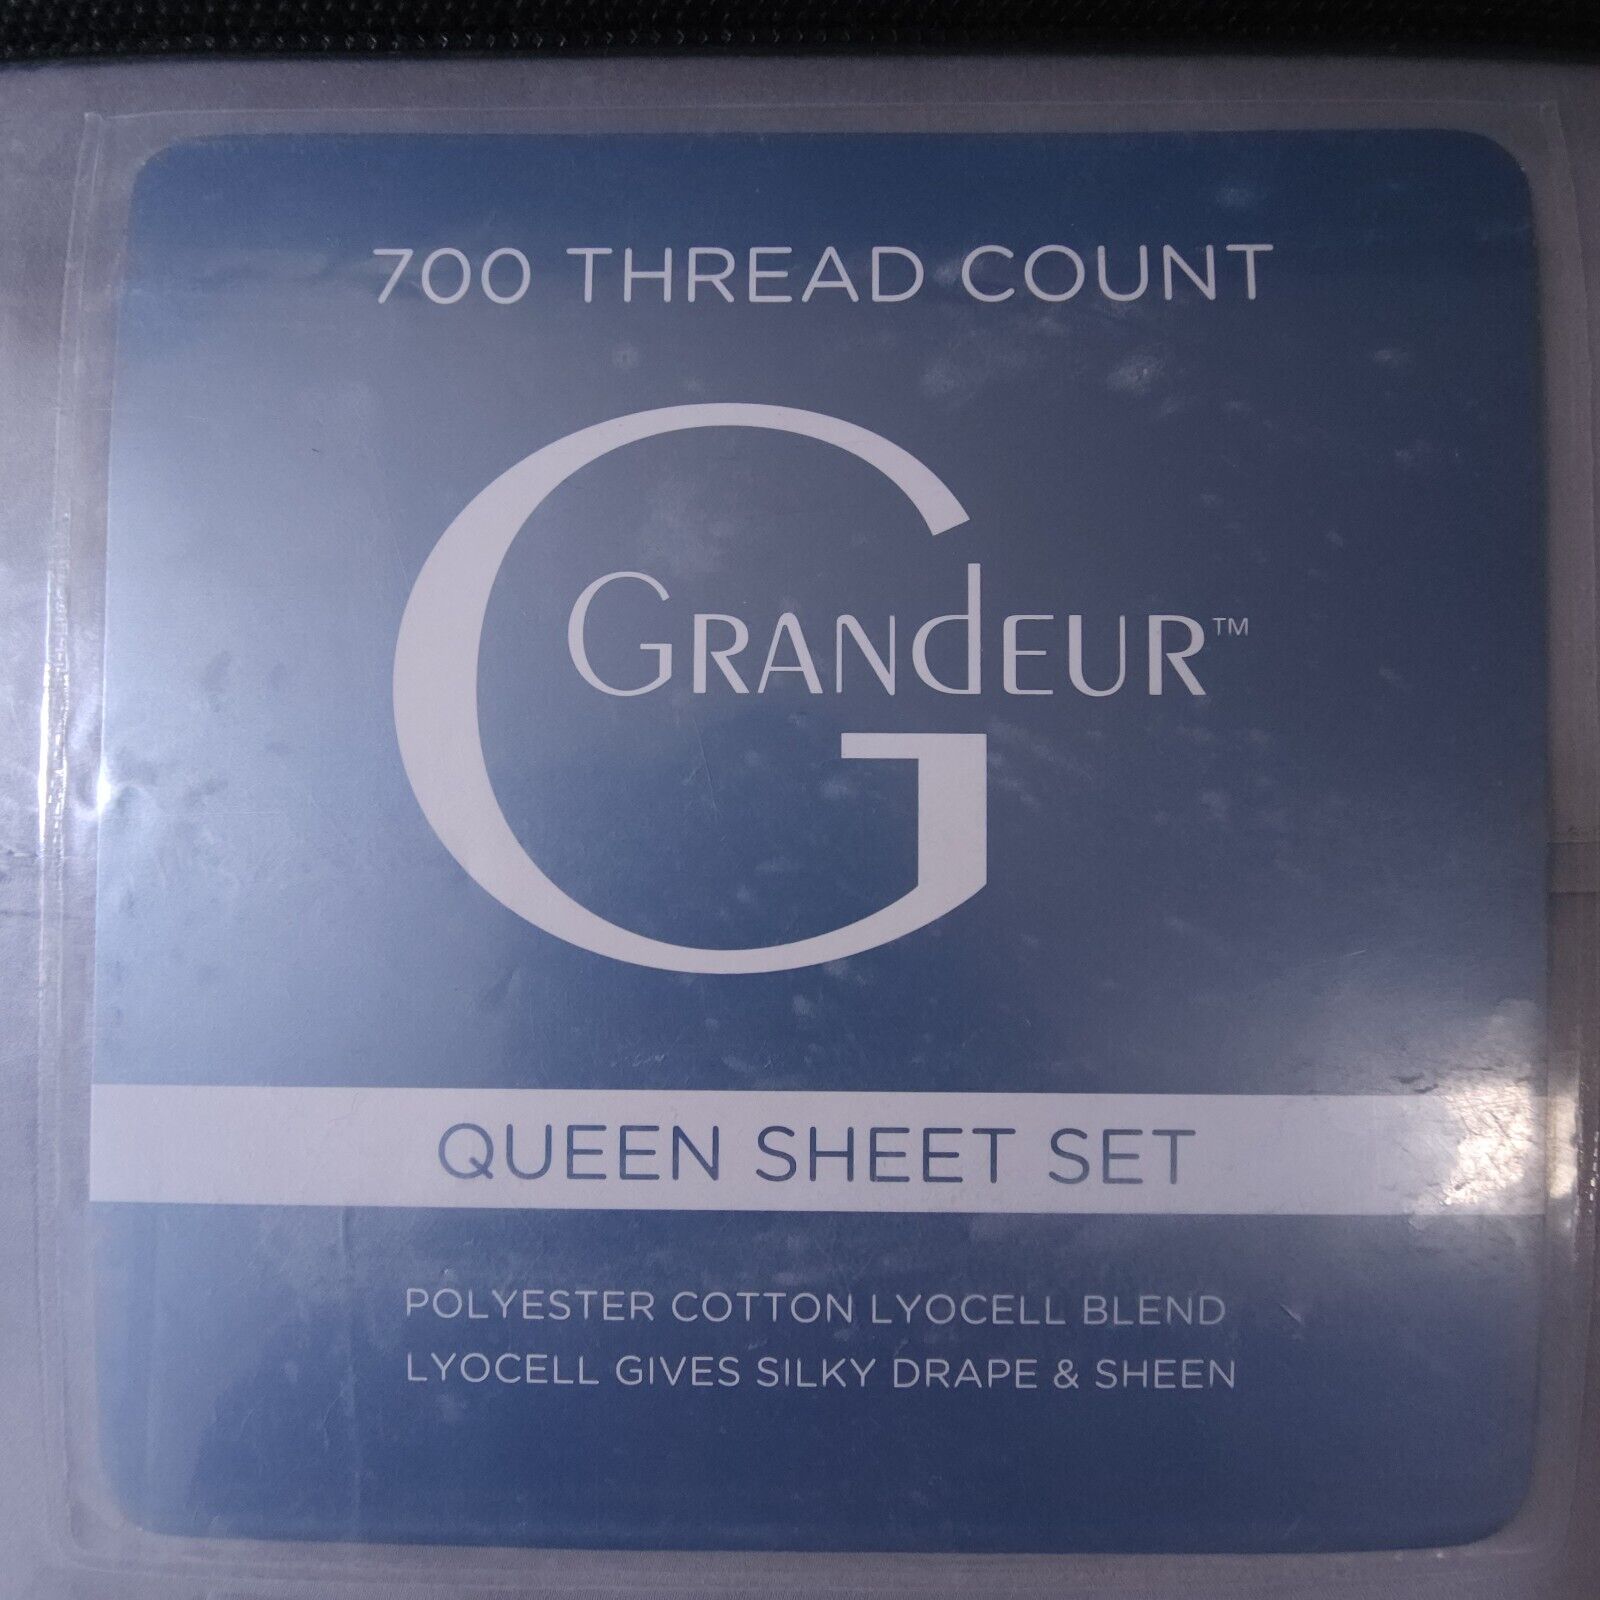 700 THREAD COUNT
G
GRANdEUR™
QUEEN SHEET SET
POLYESTER COTTON LYOCELL BLEND
LYOCELL GIVES SILKY DRAPE & SHEEN